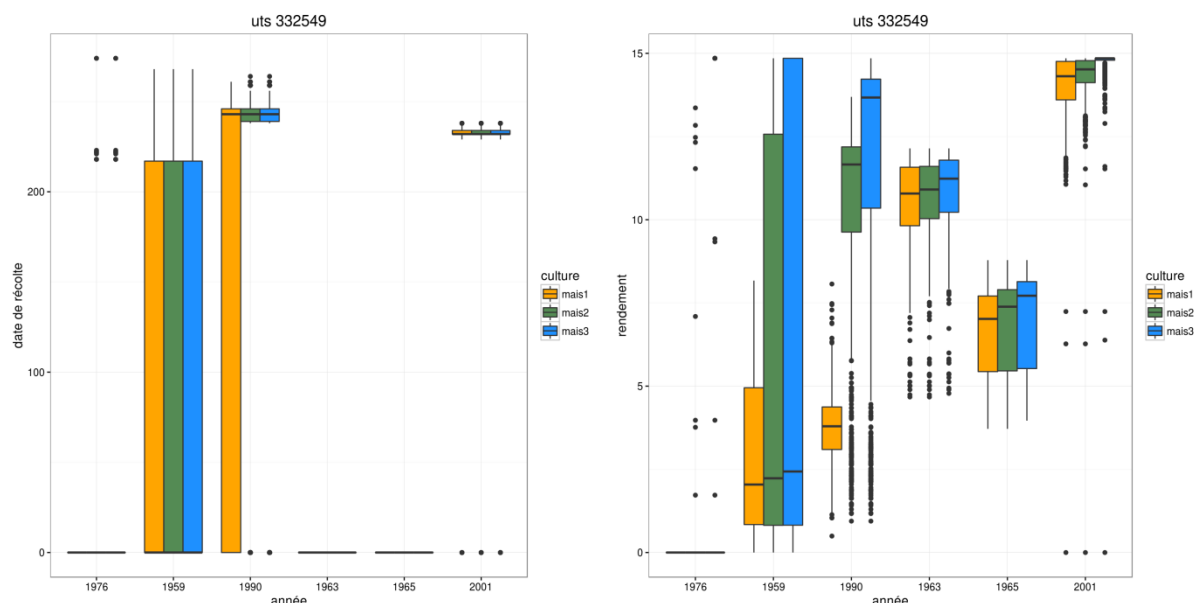 uts 332549
date de récolte
200
100
0
1976 1959 1990 1963 1965 2001
année
culture
mais1
mais2
mais3
uts 332549
rendement
15
10
5
0
1976 1959 1990 1963 1965 2001
année
culture
mais1
mais2
mais3